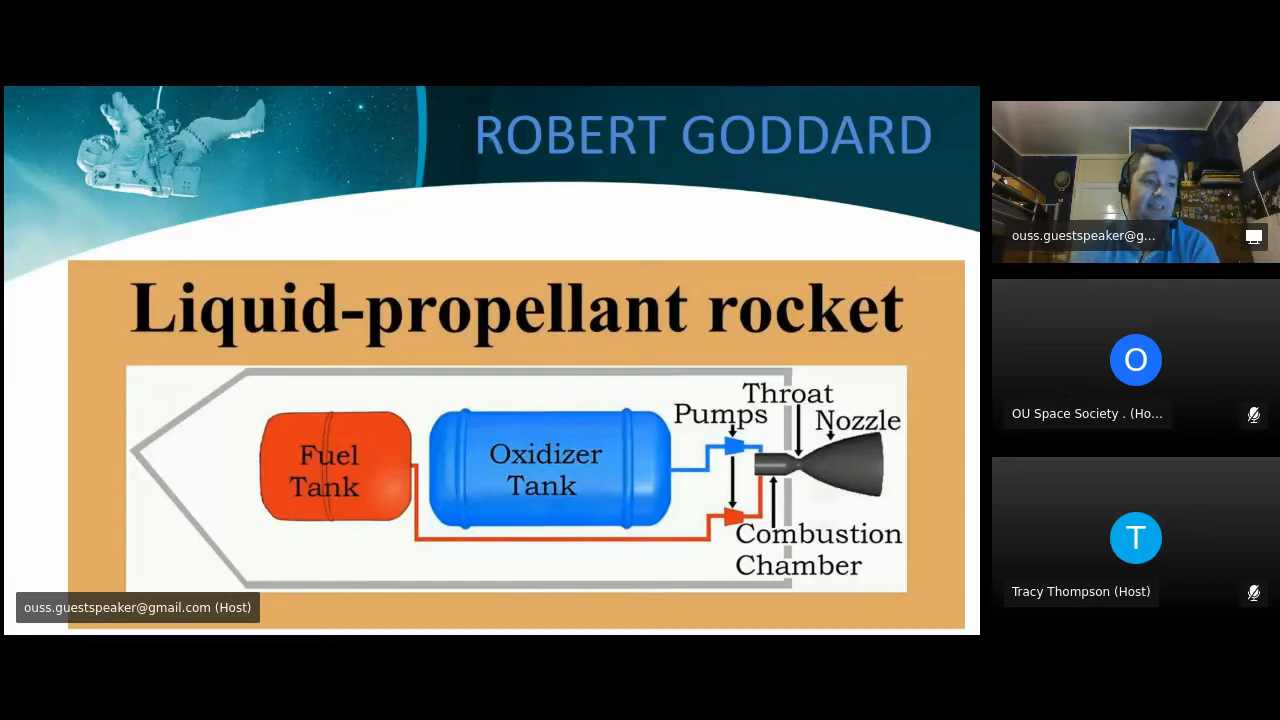 ROBERT GODDARD
Liquid-propellant rocket
Fuel
Tank
Oxidizer
Tank
Pumps
Throat
Nozzle
Combustion
Chamber
ouss.guestspeaker@gmail.com (Host)
ouss.guestspeaker@g...
O
OU Space Society . (Ho...
T
Tracy Thompson (Host)